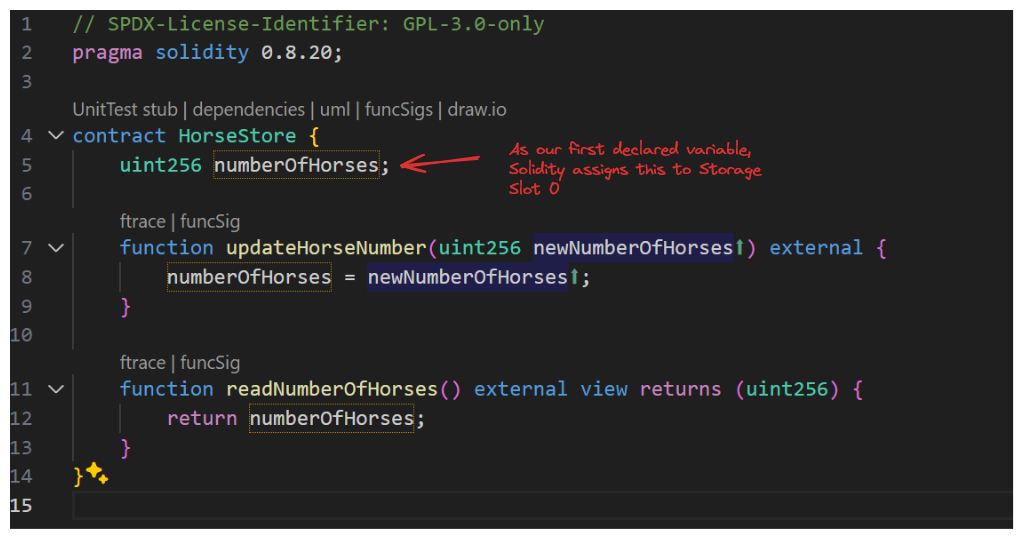 1 // SPDX-License-Identifier: GPL-3.0-only
2 pragma solidity 0.8.20;
3
UnitTest stub | dependencies | uml | funcSigs | draw.io
4 contract HorseStore {
5 uint256 numberOfHorses;
As our first declared variable,
Solidity assigns this to Storage
Slot 0
6
ftrace | funcSig
7 function updateHorseNumber(uint256 newNumberOfHorses⬆) external {
8 numberOfHorses = newNumberOfHorses⬆;
9 }
10
ftrace | funcSig
11 function readNumberOfHorses() external view returns (uint256) {
12 return numberOfHorses;
13 }
14 }
15